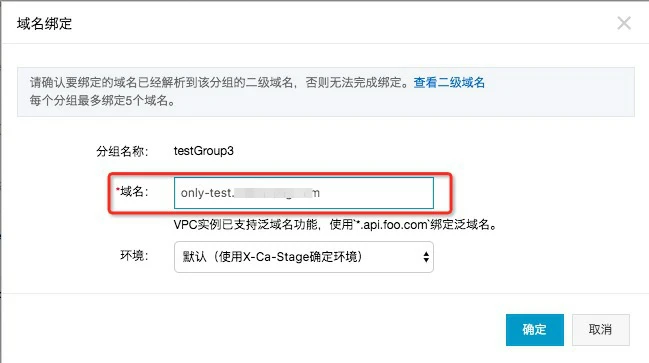 域名绑定
请确认要绑定的域名已经解析到该分组的二级域名，否则无法完成绑定。查看二级域名
每个分组最多绑定5个域名。
分组名称： testGroup3
*域名： only-test.
VPC实例已支持泛域名功能，使用`*.api.foo.com`绑定泛域名。
环境： 默认（使用X-Ca-Stage确定环境）
确定 取消